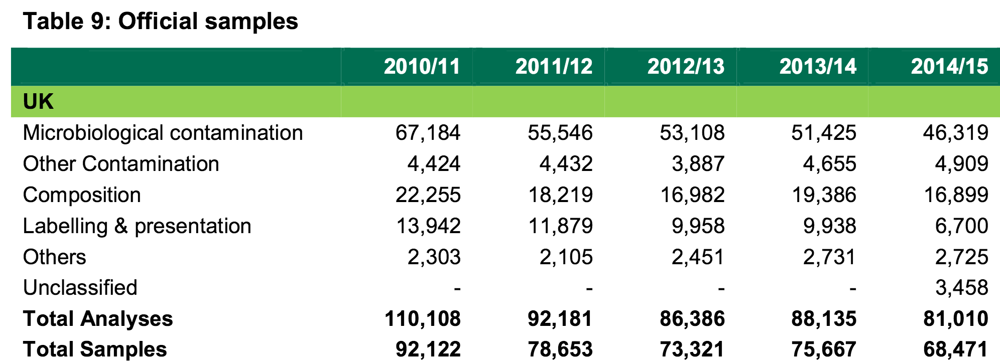 Table 9: Official samples
2010/11 2011/12 2012/13 2013/14 2014/15
UK
Microbiological contamination 67,184 55,546 53,108 51,425 46,319
Other Contamination 4,424 4,432 3,887 4,655 4,909
Composition 22,255 18,219 16,982 19,386 16,899
Labelling & presentation 13,942 11,879 9,958 9,938 6,700
Others 2,303 2,105 2,451 2,731 2,725
Unclassified - - - - 3,458
Total Analyses 110,108 92,181 86,386 88,135 81,010
Total Samples 92,122 78,653 73,321 75,667 68,471